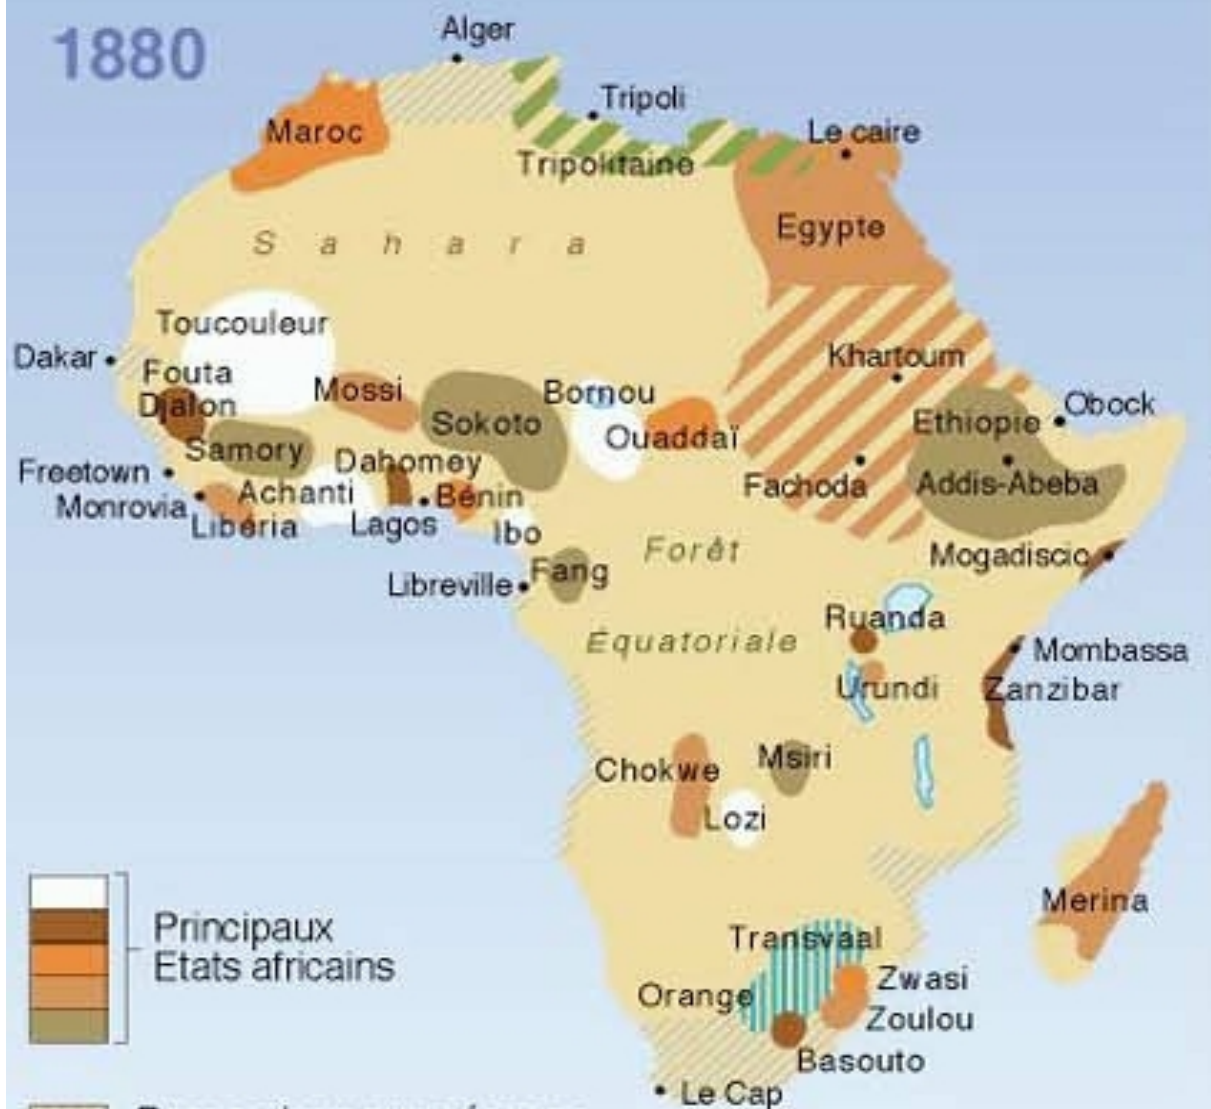 1880
Alger
Tripoli
Le caire
Maroc
Tripolitaine
Egypte
Sahara
Toucouleur
Khartoum
Dakar
Fouta
Djalon
Mossi
Bornou
Obock
Ethiopie
Sokoto
Ouaddaï
Samory
Dahomey
Freetown
Fachoda
Addis-Abeba
Achanti
Bénin
Monrovia
Libéria
Lagos
Ibo
Forêt
Mogadiscio
Fang
Libreville
Ruanda
Équatoriale
Mombassa
Urundi
Zanzibar
Msiri
Chokwe
Lozi
Merina
Principaux
Etats africains
Transvaal
Zwasi
Orange
Zoulou
Basouto
Le Cap